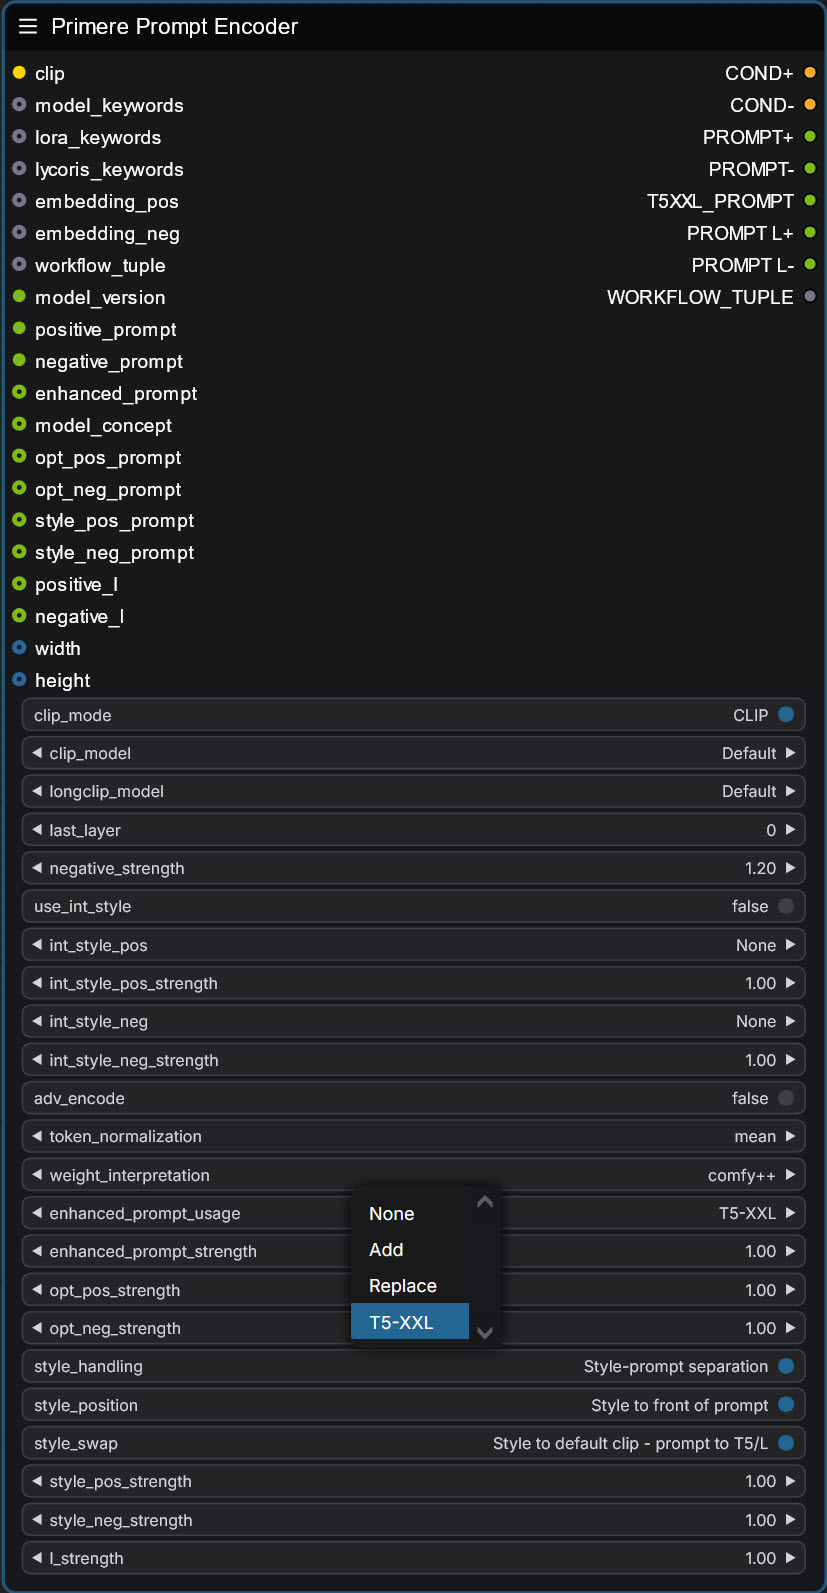 Primere Prompt Encoder
clip COND+
model_keywords COND-
lora_keywords PROMPT+
lycoris_keywords PROMPT-
embedding_pos T5XXL_PROMPT
embedding_neg PROMPT L+
workflow_tuple PROMPT L-
model_version WORKFLOW_TUPLE
positive_prompt
negative_prompt
enhanced_prompt
model_concept
opt_pos_prompt
opt_neg_prompt
style_pos_prompt
style_neg_prompt
positive_l
negative_l
width
height
clip_mode CLIP
clip_model Default
longclip_model Default
last_layer 0
negative_strength 1.20
use_int_style false
int_style_pos None
int_style_pos_strength 1.00
int_style_neg None
int_style_neg_strength 1.00
adv_encode false
token_normalization mean
weight_interpretation comfy++
enhanced_prompt_usage None T5-XXL
enhanced_prompt_strength Add 1.00
opt_pos_strength Replace 1.00
opt_neg_strength T5-XXL 1.00
style_handling Style-prompt separation
style_position Style to front of prompt
style_swap Style to default clip - prompt to T5/L
style_pos_strength 1.00
style_neg_strength 1.00
l_strength 1.00